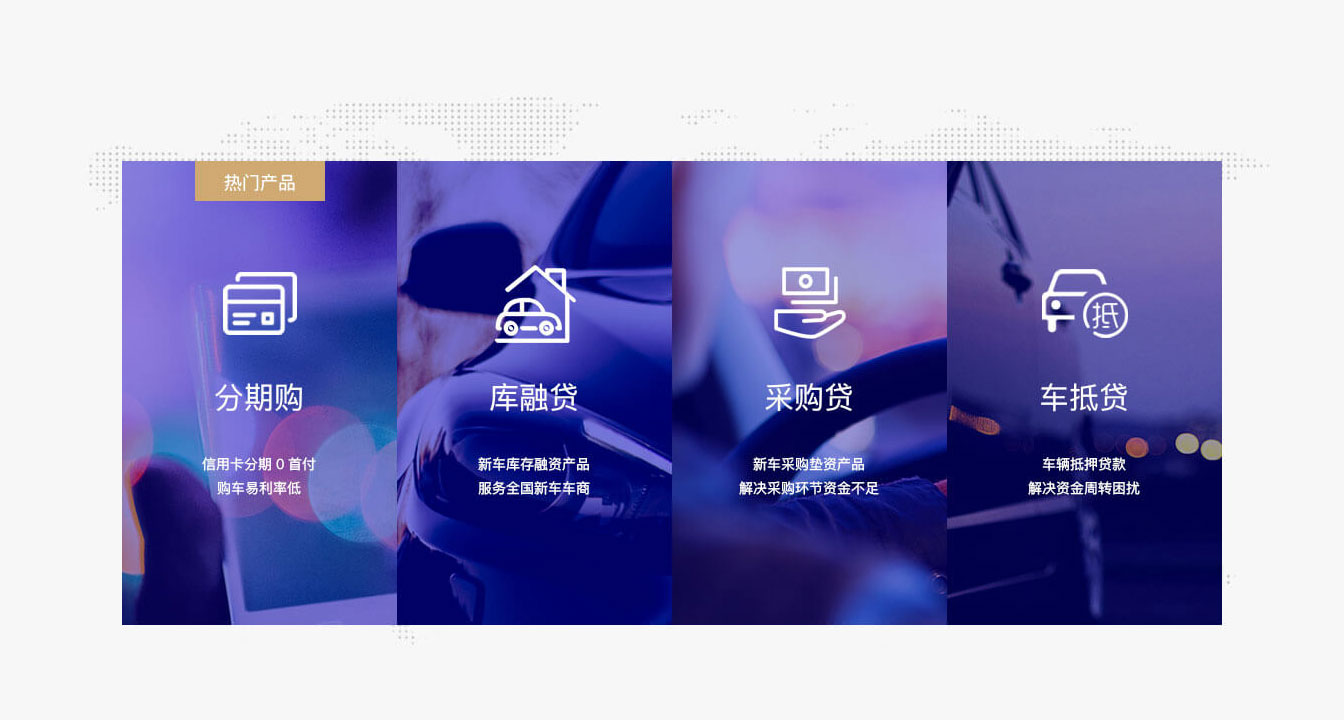 热门产品
抵
分期购
库融贷
采购贷
车抵贷
信用卡分期 0 首付
购车易利率低
新车库存融资产品
服务全国新车车商
新车采购垫资产品
解决采购环节资金不足
车辆抵押贷款
解决资金周转困扰